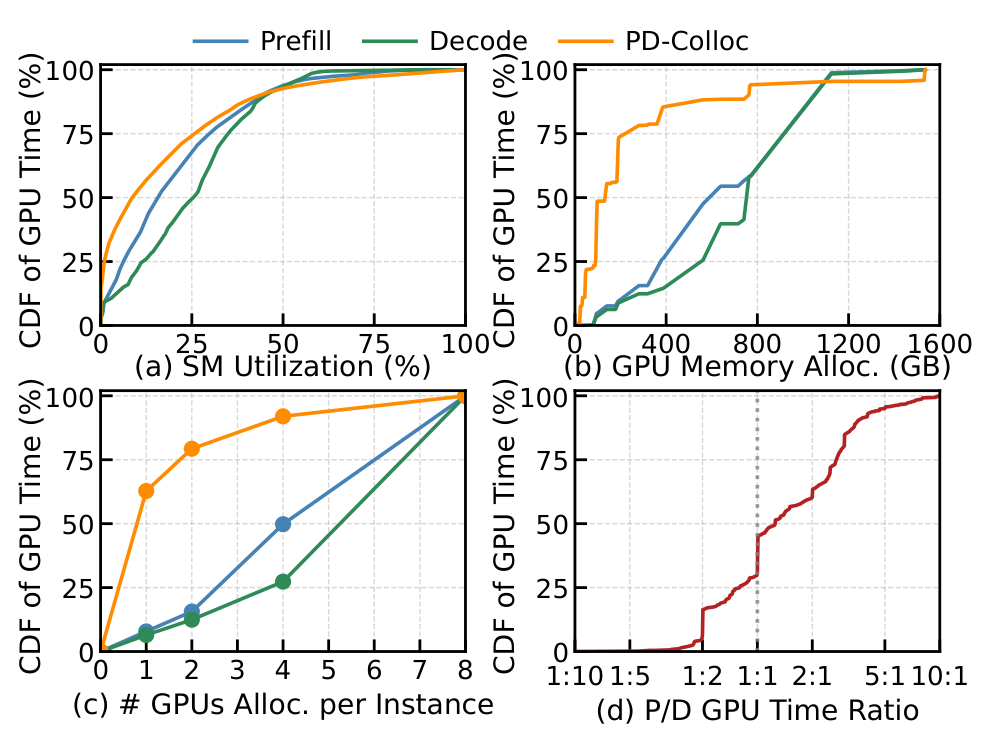 Prefill Decode PD-Colloc
CDF of GPU Time (%)
100
75
50
25
0
0 25 50 75 100
(a) SM Utilization (%)
CDF of GPU Time (%)
100
75
50
25
0
0 400 800 1200 1600
(b) GPU Memory Alloc. (GB)
CDF of GPU Time (%)
100
75
50
25
0
0 1 2 3 4 5 6 7 8
(c) # GPUs Alloc. per Instance
CDF of GPU Time (%)
100
75
50
25
0
1:10 1:5 1:2 1:1 2:1 5:1 10:1
(d) P/D GPU Time Ratio